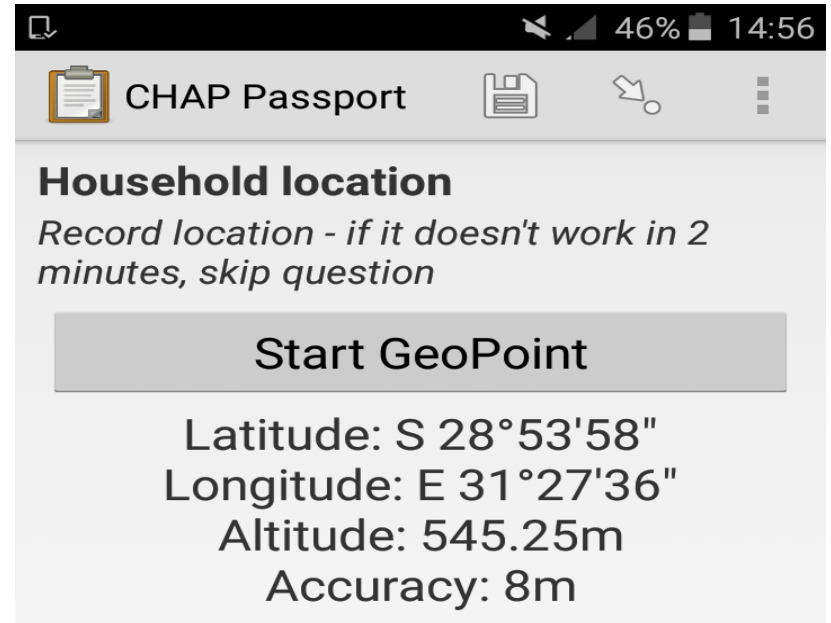 46% 14:56
CHAP Passport
Household location
Record location - if it doesn't work in 2
minutes, skip question
Start GeoPoint
Latitude: S 28°53'58"
Longitude: E 31°27'36"
Altitude: 545.25m
Accuracy: 8m